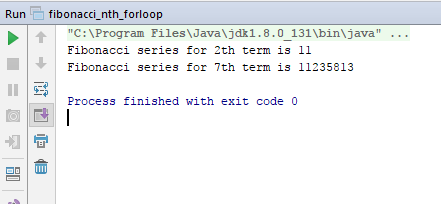 Run fibonacci_nth_forloop
"C:\Program Files\Java\jdk1.8.0_131\bin\java" ...
Fibonacci series for 2th term is 11
Fibonacci series for 7th term is 11235813
Process finished with exit code 0